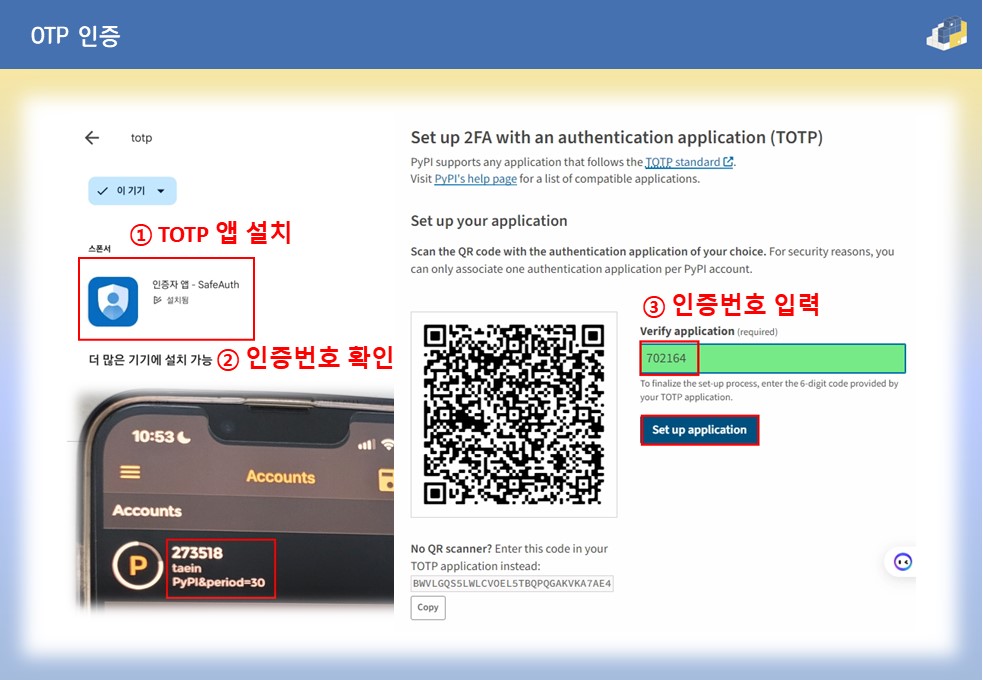 OTP 인증
totp
이 기기
① TOTP 앱 설치
스폰서
인증자 앱 - SafeAuth
설치됨
더 많은 기기에 설치 가능
② 인증번호 확인
10:53
Accounts
Accounts
P
273518
taein
PyPI&period=30
Set up 2FA with an authentication application (TOTP)
PyPI supports any application that follows the TOTP standard.
Visit PyPI's help page for a list of compatible applications.
Set up your application
Scan the QR code with the authentication application of your choice. For security reasons, you
can only associate one authentication application per PyPI account.
③ 인증번호 입력
Verify application (required)
702164
To finalize the set-up process, enter the 6-digit code provided by
your TOTP application.
Set up application
No QR scanner? Enter this code in your
TOTP application instead:
BWVLGQS5LWLCVOEL5TBQPQGAKVKA7AE4
Copy